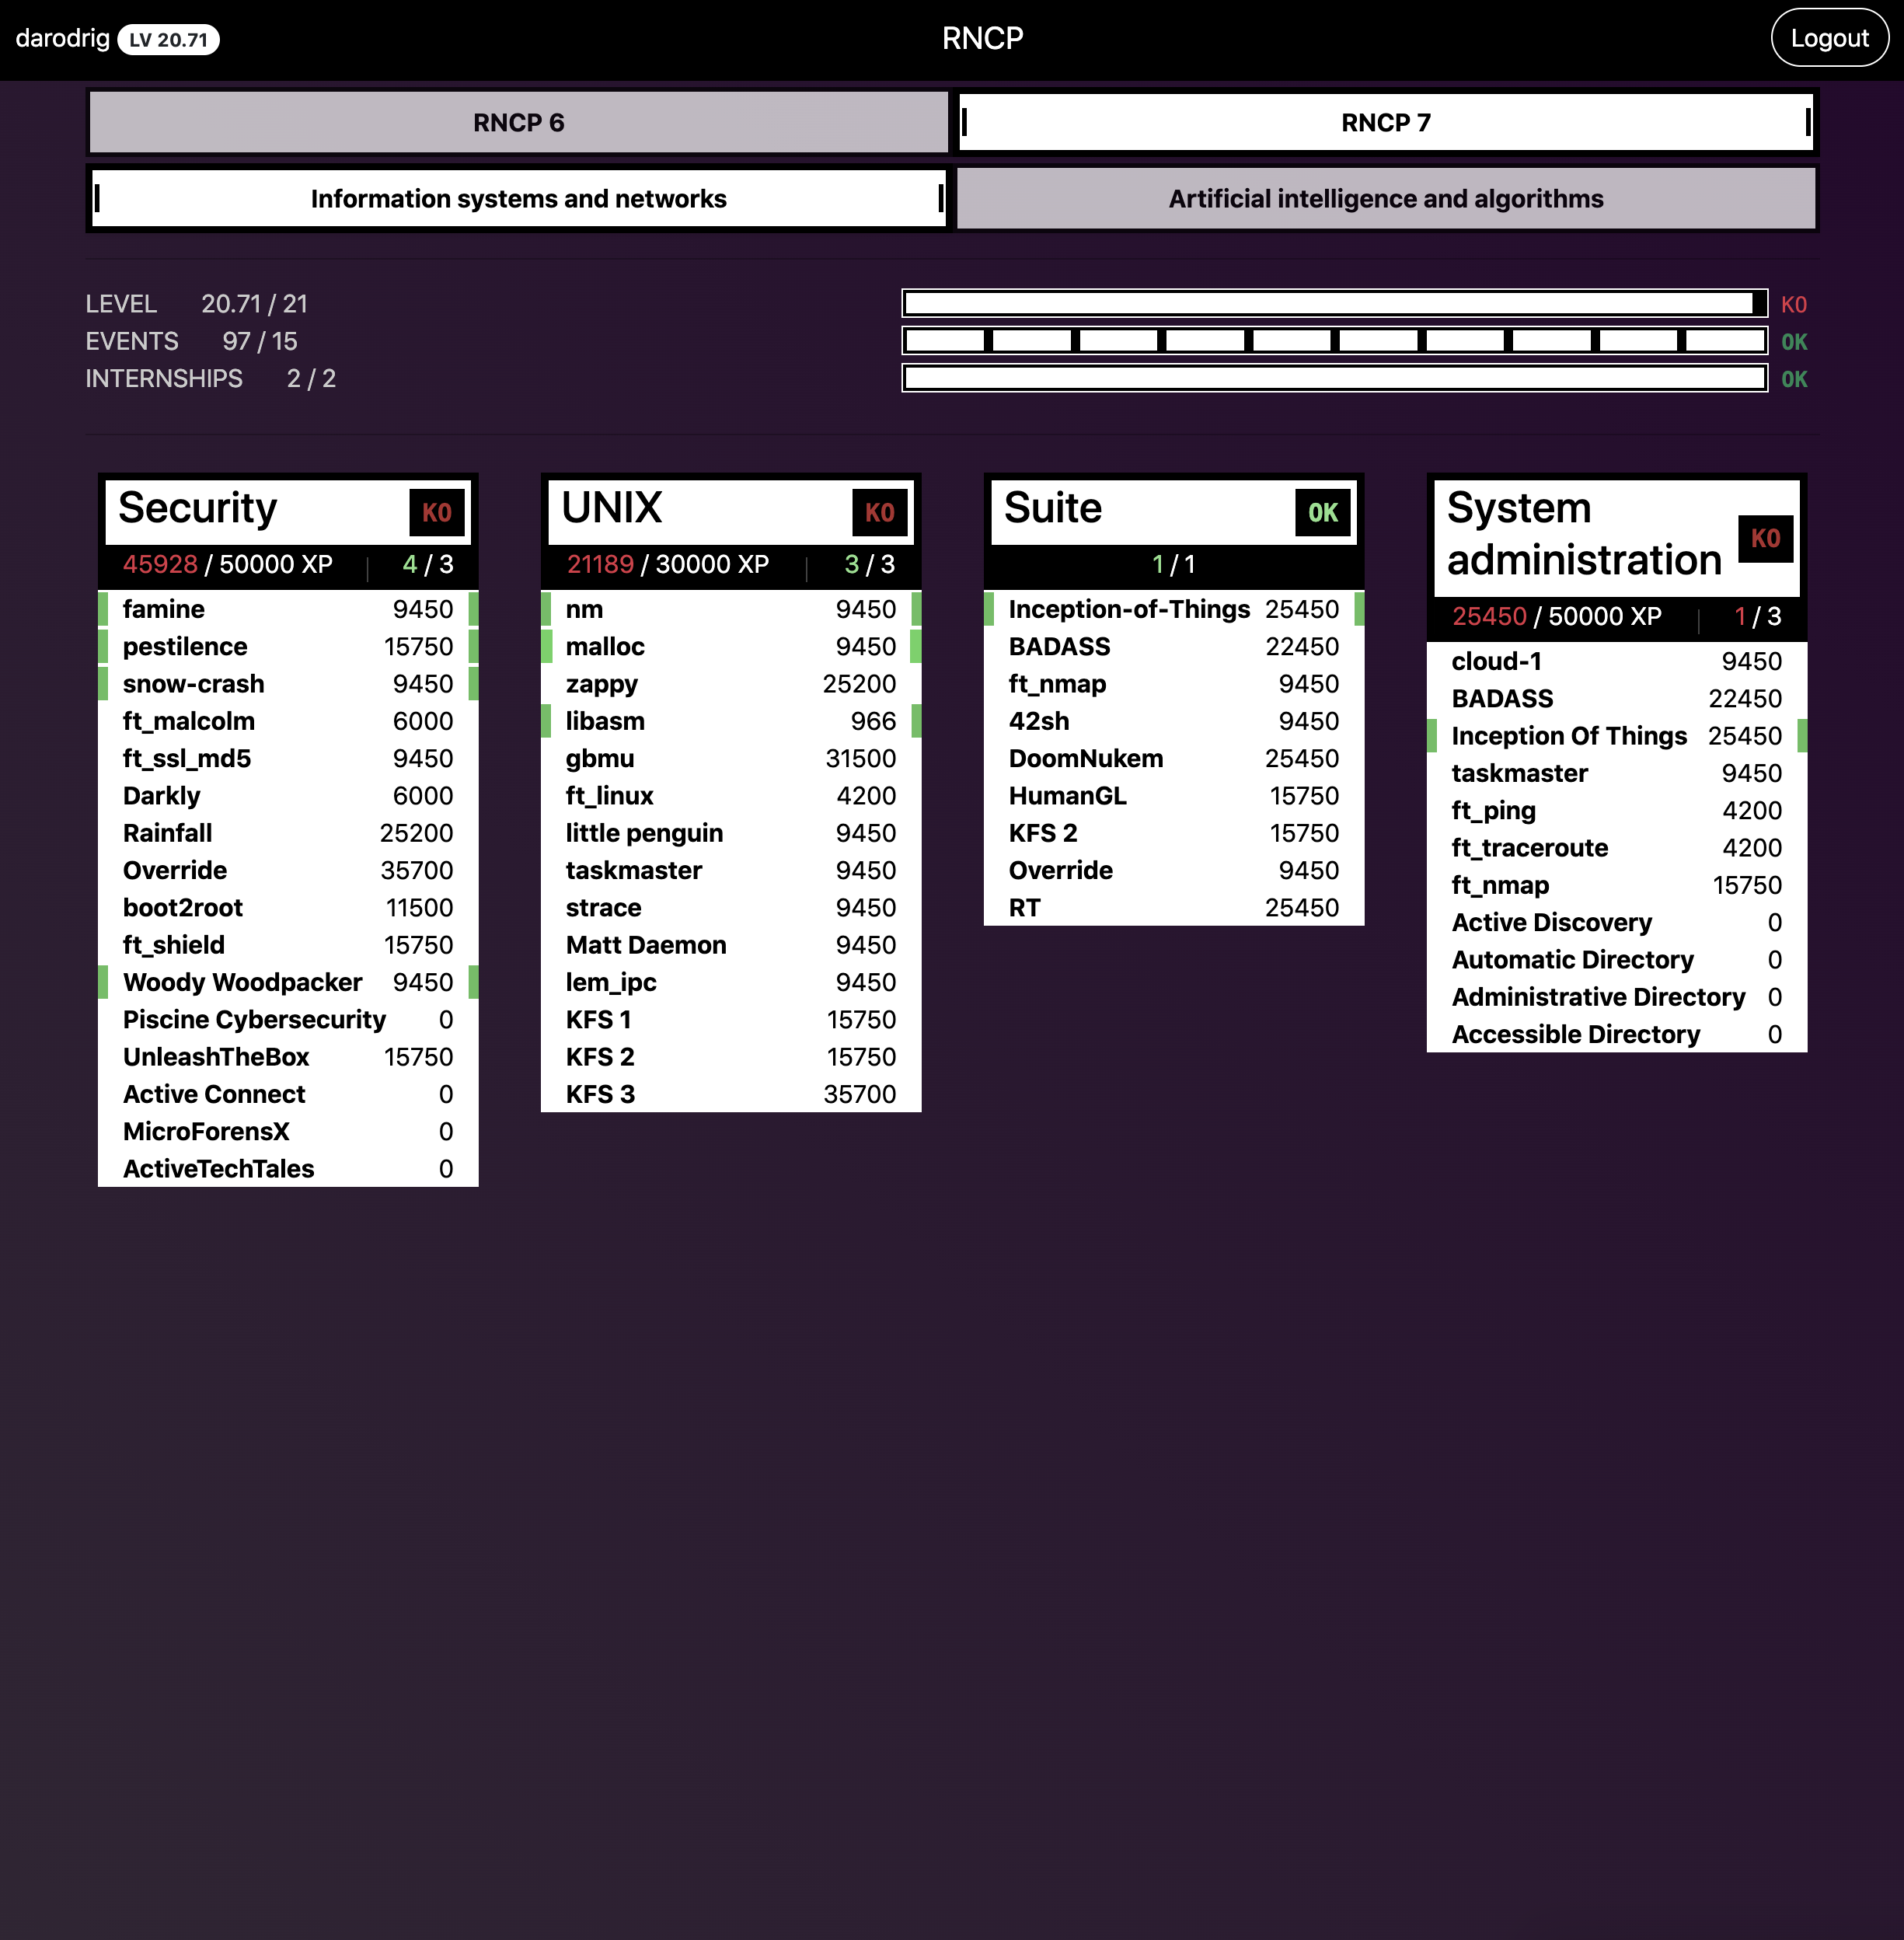 darodrig LV 20.71
RNCP
Logout
RNCP 6
RNCP 7
Information systems and networks
Artificial intelligence and algorithms
LEVEL 20.71 / 21
KO
EVENTS 97 / 15
OK
INTERNSHIPS 2 / 2
OK
Security
KO
45928 / 50000 XP | 4 / 3
famine 9450
pestilence 15750
snow-crash 9450
ft_malcolm 6000
ft_ssl_md5 9450
Darkly 6000
Rainfall 25200
Override 35700
boot2root 11500
ft_shield 15750
Woody Woodpacker 9450
Piscine Cybersecurity 0
UnleashTheBox 15750
Active Connect 0
MicroForensX 0
ActiveTechTales 0
UNIX
KO
21189 / 30000 XP | 3 / 3
nm 9450
malloc 9450
zappy 25200
libasm 966
gbmu 31500
ft_linux 4200
little penguin 9450
taskmaster 9450
strace 9450
Matt Daemon 9450
lem_ipc 9450
KFS 1 15750
KFS 2 15750
KFS 3 35700
Suite
OK
1 / 1
Inception-of-Things 25450
BADASS 22450
ft_nmap 9450
42sh 9450
DoomNukem 25450
HumanGL 15750
KFS 2 15750
Override 9450
RT 25450
System
administration
KO
25450 / 50000 XP | 1 / 3
cloud-1 9450
BADASS 22450
Inception Of Things 25450
taskmaster 9450
ft_ping 4200
ft_traceroute 4200
ft_nmap 15750
Active Discovery 0
Automatic Directory 0
Administrative Directory 0
Accessible Directory 0